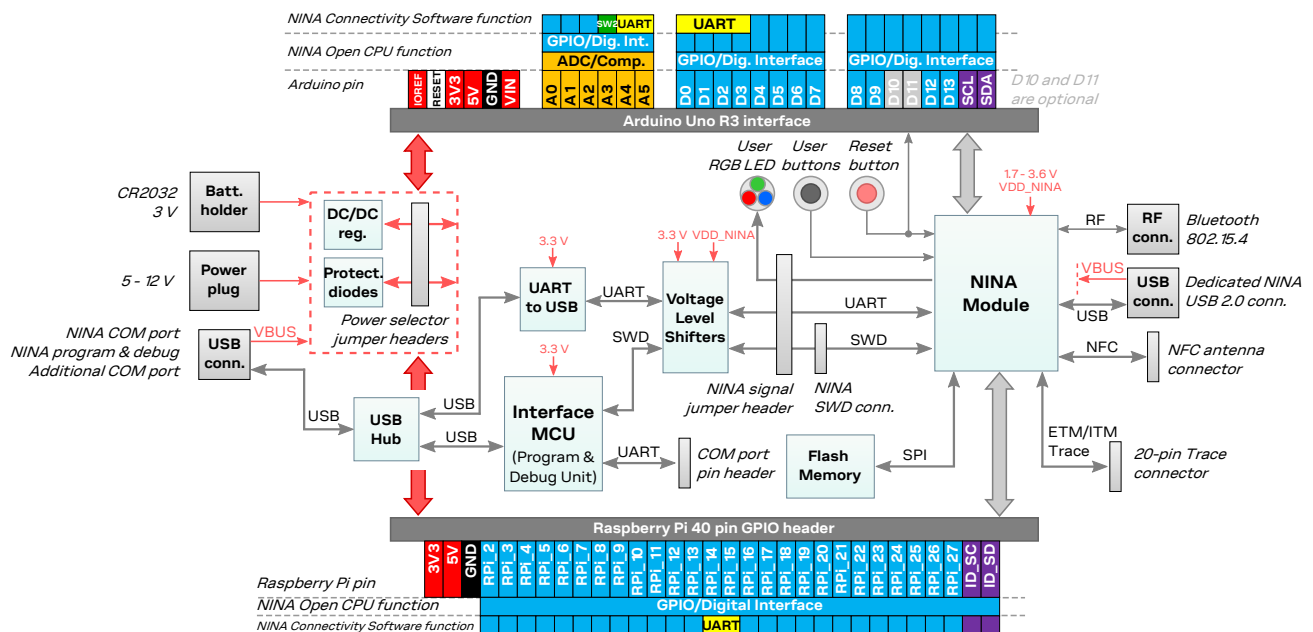 NINA Connectivity Software function
SW2 UART
UART
NINA Open CPU function
GPIO/Dig. Int.
ADC/Comp.
GPIO/Dig. Interface
GPIO/Dig. Interface
Arduino pin
IOREF RESET 3V3 5V GND VIN
A0 A1 A2 A3 A4 A5
D0 D1 D2 D3 D4 D5 D6 D7
D8 D9 D10 D11 D12 D13 SCL SDA
D10 and D11
are optional
Arduino Uno R3 interface
User
RGB LED
User
buttons
Reset
button
1.7 - 3.6 V
VDD_NINA
CR2032
3 V
Batt.
holder
DC/DC
reg.
5 - 12 V
Power
plug
Protect.
diodes
Power selector
jumper headers
NINA COM port
NINA program & debug
Additional COM port
USB
conn.
VBUS
3.3 V
UART
to USB
UART
3.3 V VDD_NINA
Voltage
Level
Shifters
SWD
UART
SWD
NINA
Module
RF
RF
conn.
Bluetooth
802.15.4
VBUS
USB
USB
conn.
Dedicated NINA
USB 2.0 conn.
NFC
NFC antenna
connector
NINA signal
jumper header
NINA
SWD conn.
USB
USB
Hub
USB
USB
3.3 V
Interface
MCU
(Program &
Debug Unit)
UART
COM port
pin header
Flash
Memory
SPI
ETM/ITM
Trace
20-pin Trace
connector
Raspberry Pi 40 pin GPIO header
Raspberry Pi pin
3V3 5V GND RPi_2 RPi_3 RPi_4 RPi_5 RPi_6 RPi_7 RPi_8 RPi_9 RPi_10 RPi_11 RPi_12 RPi_13 RPi_14 RPi_15 RPi_16 RPi_17 RPi_18 RPi_19 RPi_20 RPi_21 RPi_22 RPi_23 RPi_24 RPi_25 RPi_26 RPi_27 ID_SC ID_SD
NINA Open CPU function
GPIO/Digital Interface
NINA Connectivity Software function
UART